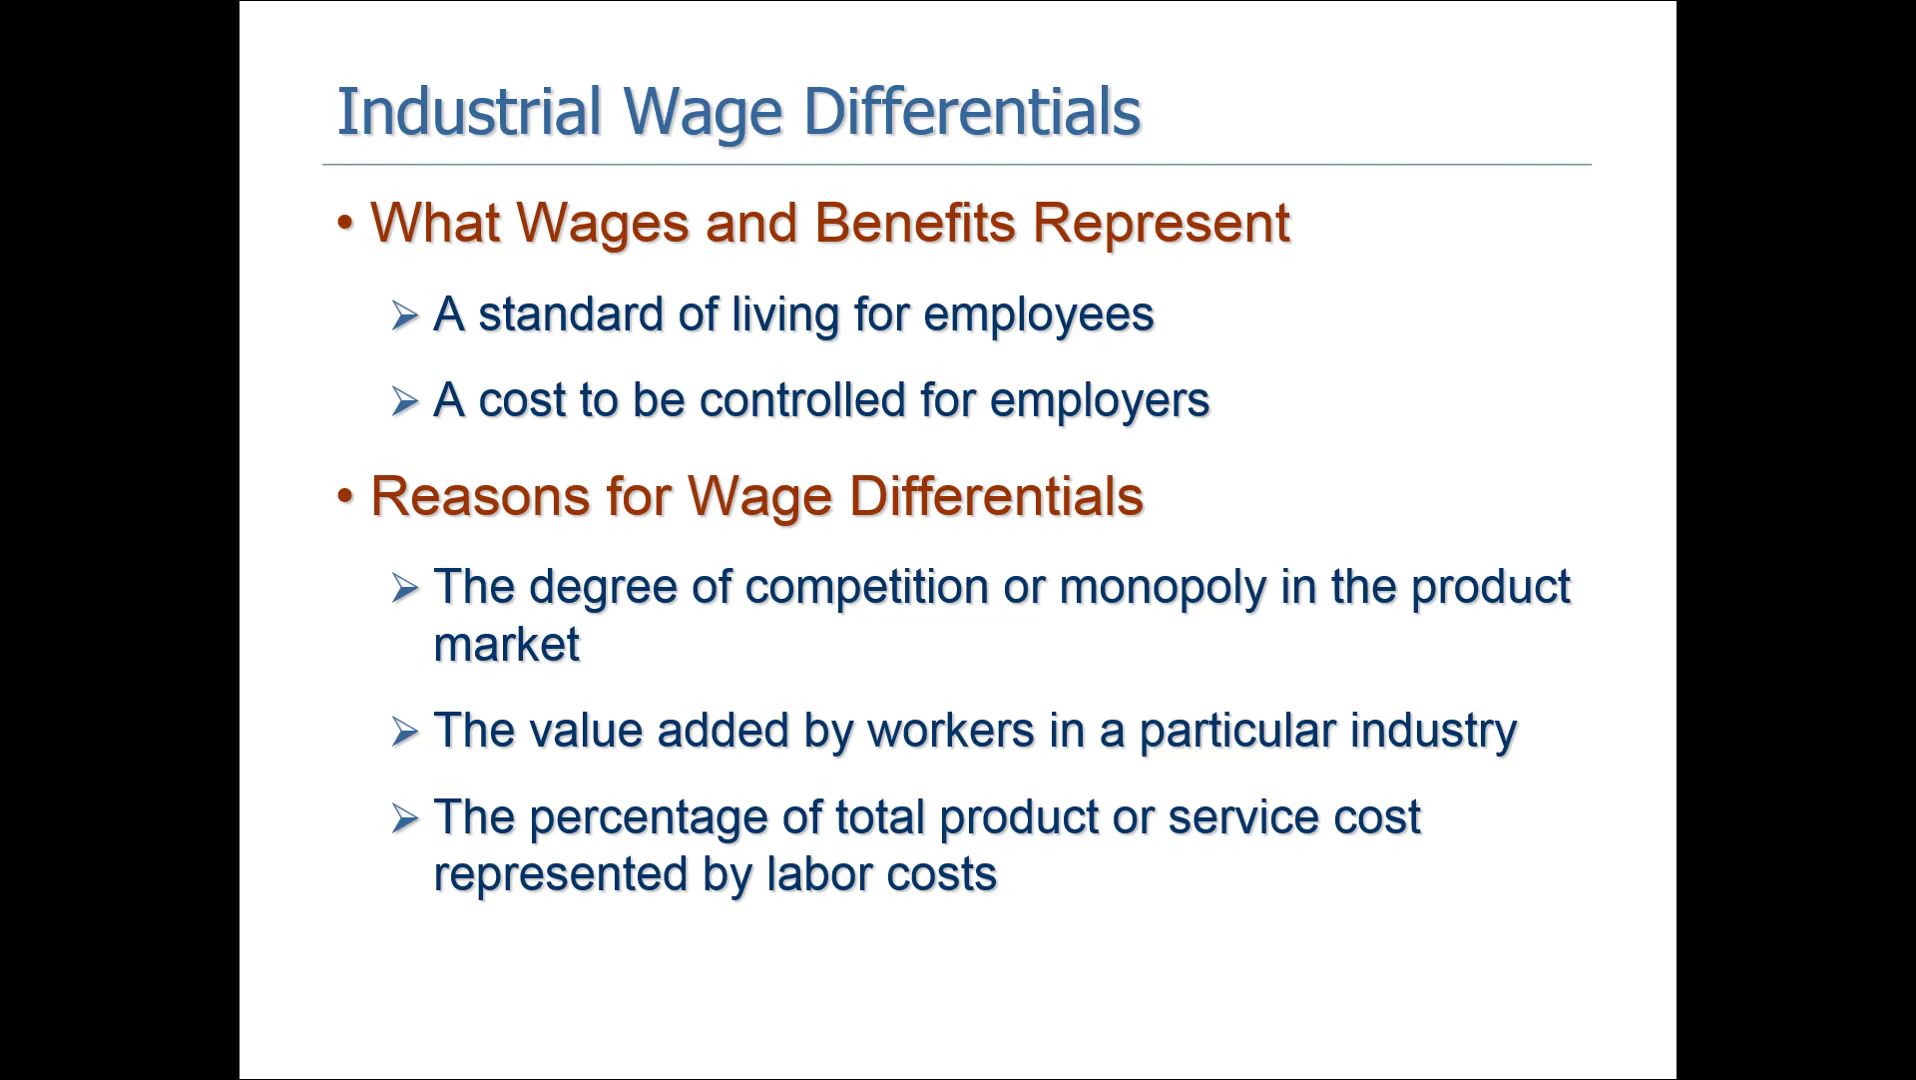 Industrial Wage Differentials
• What Wages and Benefits Represent
➢ A standard of living for employees
➢ A cost to be controlled for employers
• Reasons for Wage Differentials
➢ The degree of competition or monopoly in the product
market
➢ The value added by workers in a particular industry
➢ The percentage of total product or service cost
represented by labor costs